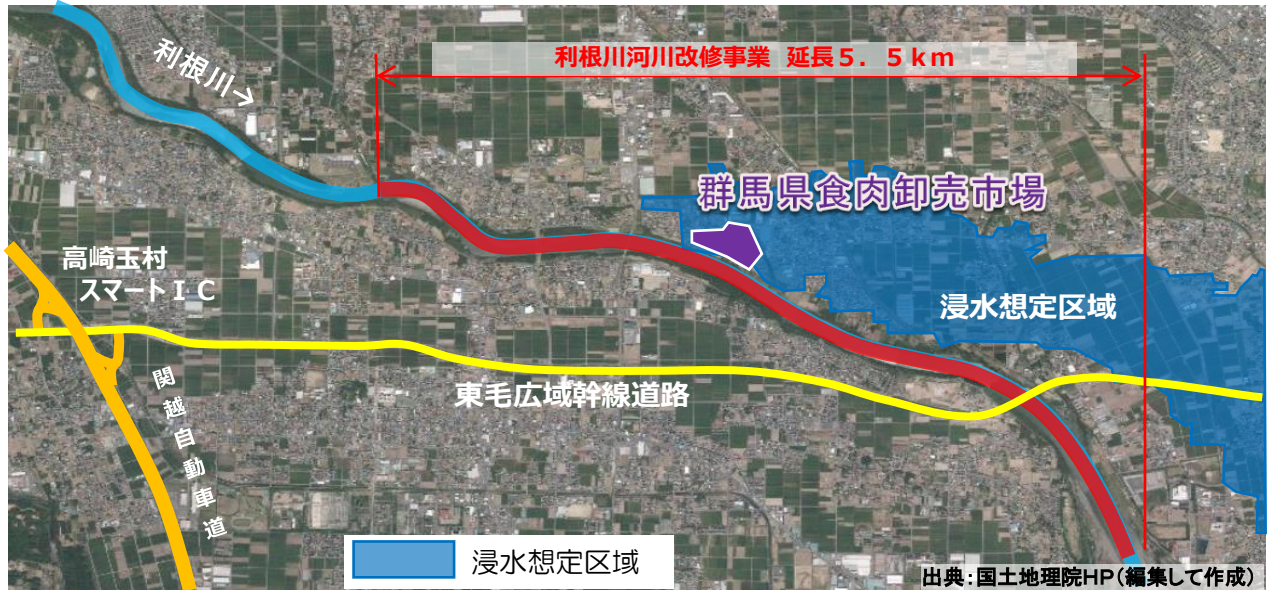 利根川河川改修事業 延長５．５ｋｍ
利根川→
群馬県食肉卸売市場
高崎玉村
スマートＩＣ
浸水想定区域
関越自動車道
東毛広域幹線道路
浸水想定区域
出典：国土地理院HP（編集して作成）